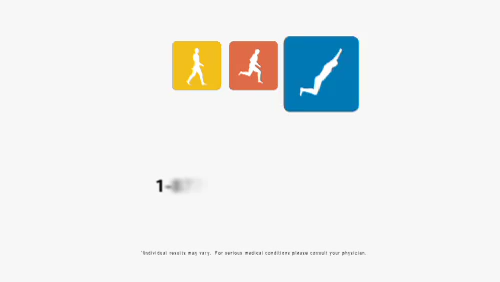 1-
*Individual results may vary. For serious medical conditions please consult your physician.